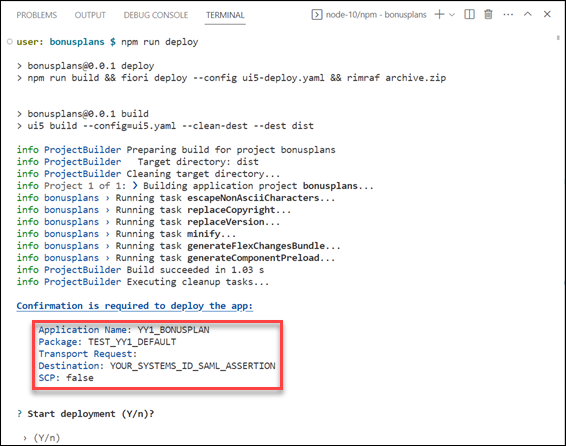 PROBLEMS OUTPUT DEBUG CONSOLE TERMINAL node-10/npm - bonusplans
user: bonusplans $ npm run deploy
> bonusplans@0.0.1 deploy
> npm run build && fiori deploy --config ui5-deploy.yaml && rimraf archive.zip
> bonusplans@0.0.1 build
> ui5 build --config=ui5.yaml --clean-dest --dest dist
info ProjectBuilder Preparing build for project bonusplans
info ProjectBuilder   Target directory: dist
info ProjectBuilder Cleaning target directory...
info Project 1 of 1: ❯ Building application project bonusplans...
info bonusplans › Running task escapeNonAsciiCharacters...
info bonusplans › Running task replaceCopyright...
info bonusplans › Running task replaceVersion...
info bonusplans › Running task minify...
info bonusplans › Running task generateFlexChangesBundle...
info bonusplans › Running task generateComponentPreload...
info ProjectBuilder Build succeeded in 1.03 s
info ProjectBuilder Executing cleanup tasks...
Confirmation is required to deploy the app:
Application Name: YY1_BONUSPLAN
Package: TEST_YY1_DEFAULT
Transport Request:
Destination: YOUR_SYSTEMS_ID_SAML_ASSERTION
SCP: false
? Start deployment (Y/n)?
› (Y/n)